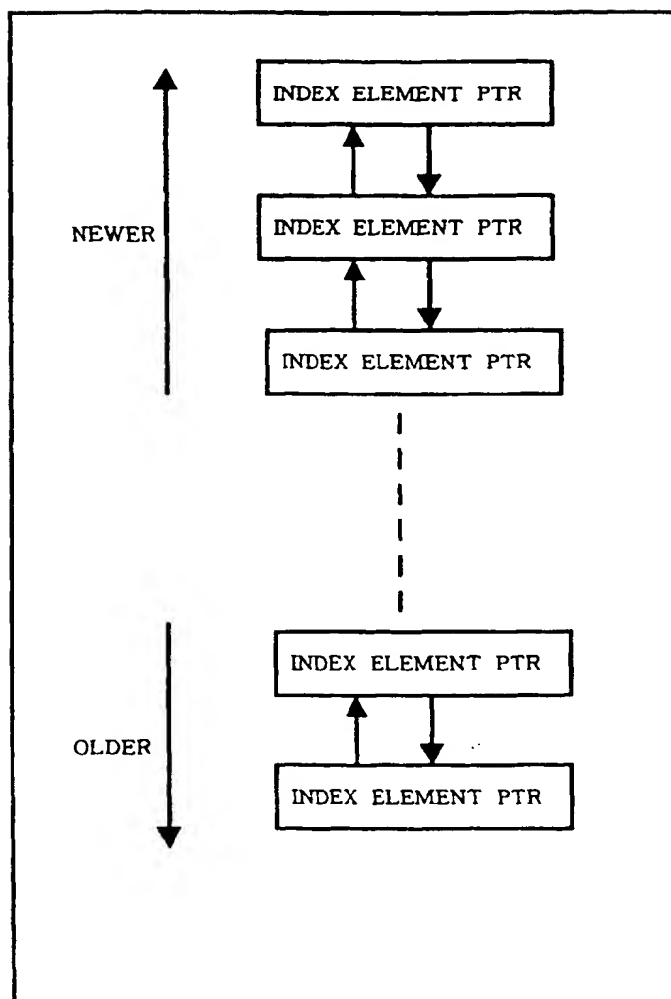 INDEX ELEMENT PTR
INDEX ELEMENT PTR
NEWER
INDEX ELEMENT PTR
INDEX ELEMENT PTR
OLDER
INDEX ELEMENT PTR